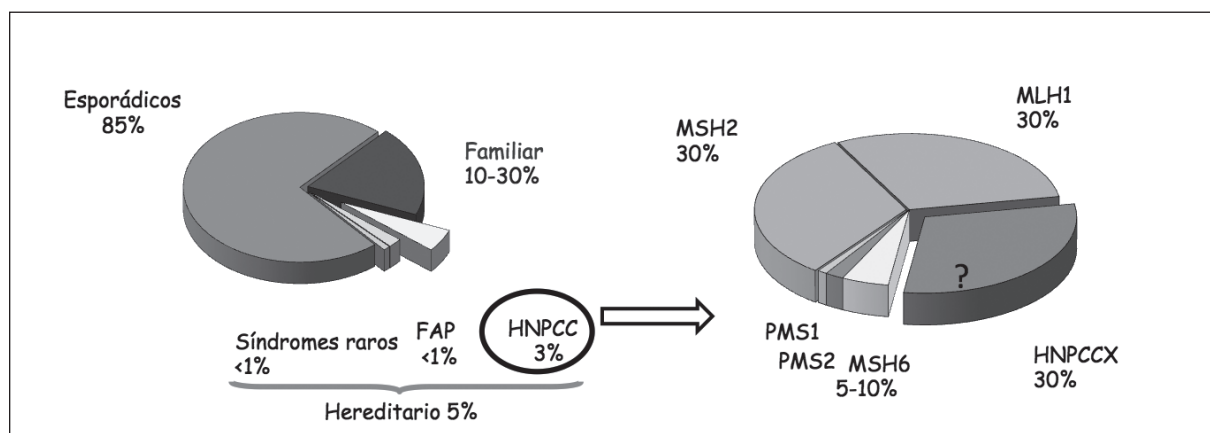 Esporádicos
85%
Familiar
10-30%
Síndromes raros
<1%
FAP
<1%
HNPCC
3%
Hereditario 5%
MSH2
30%
MLH1
30%
?
PMS1
PMS2
MSH6
5-10%
HNPCCX
30%